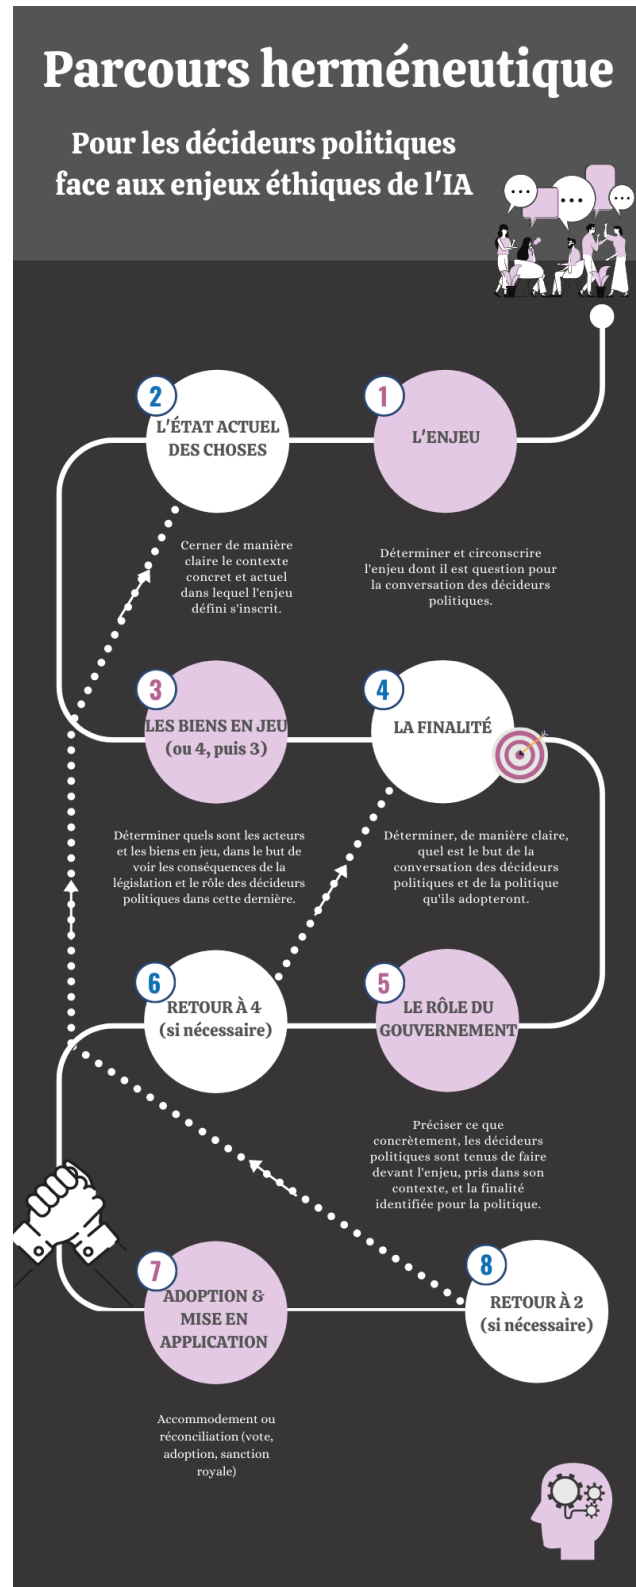 Parcours herméneutique
Pour les décideurs politiques
face aux enjeux éthiques de l'IA
1
L'ENJEU
Déterminer et circonscrire
l'enjeu dont il est question pour
la conversation des décideurs
politiques.
2
L'ÉTAT ACTUEL
DES CHOSES
Cerner de manière
claire le contexte
concret et actuel
dans lequel l'enjeu
défini s'inscrit.
3
LES BIENS EN JEU
(ou 4, puis 3)
Déterminer quels sont les acteurs
et les biens en jeu, dans le but de
voir les conséquences de la
législation et le rôle des décideurs
politiques dans cette dernière.
4
LA FINALITÉ
Déterminer, de manière claire,
quel est le but de la
conversation des décideurs
politiques et de la politique
qu'ils adopteront.
5
LE RÔLE DU
GOUVERNEMENT
Préciser ce que
concrètement, les décideurs
politiques sont tenus de faire
devant l'enjeu, pris dans son
contexte, et la finalité
identifiée pour la politique.
6
RETOUR À 4
(si nécessaire)
7
ADOPTION &
MISE EN
APPLICATION
Accommodement ou
réconciliation (vote,
adoption, sanction
royale)
8
RETOUR À 2
(si nécessaire)